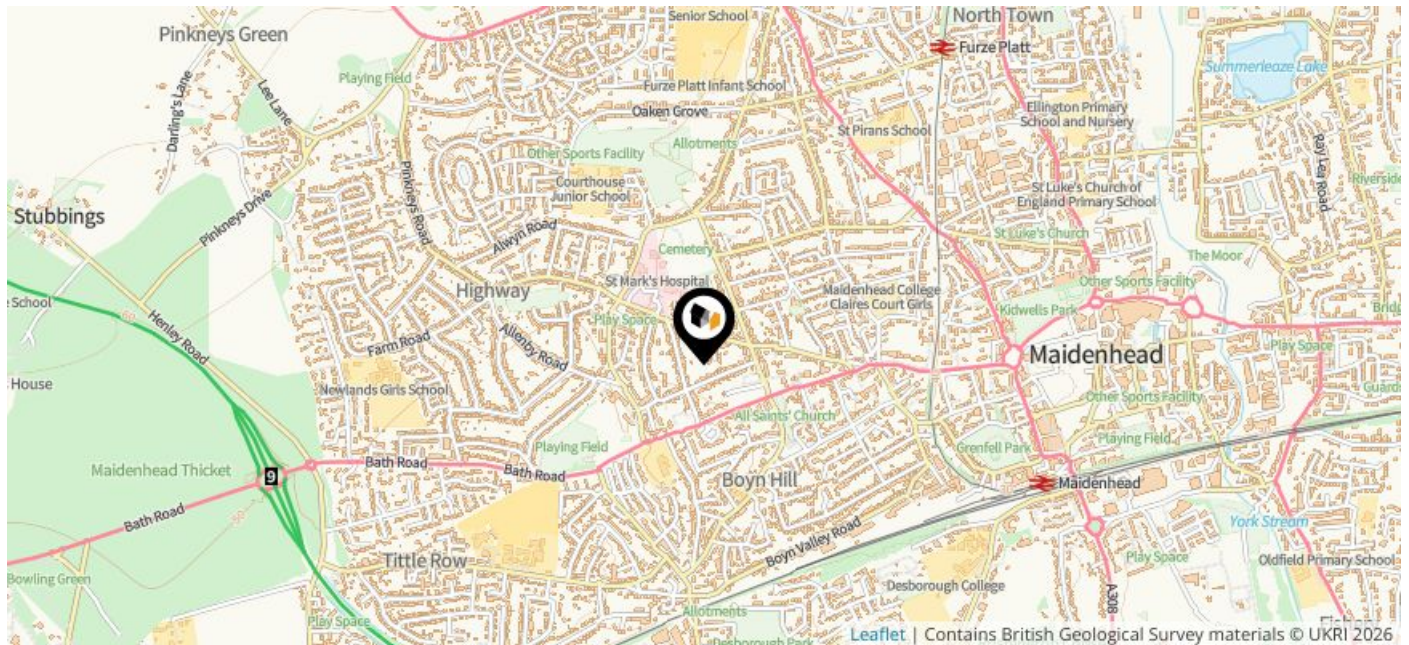 Senior School
North Town
Pinkneys Green
Furze Platt
Summerleaze Lake
Playing Field
Darling's Lane
Lee Lane
Furze Platt Infant School
Oaken Grove
Ellington Primary
School and Nursery
St Pirans School
Allotments
Other Sports Facility
Ray Lea Road
Pinkneys Road
Courthouse
Junior School
St Luke's Church of
England Primary School
Riverside
Stubbings
Pinkneys Drive
Alwyn Road
Cemetery
St Luke's Church
The Moor
St Mark's Hospital
Other Sports Facility
e School
Highway
Maidenhead College
Claires Court Girls
Kidwells Park
Henley Road
Play Space
Allenby Road
Farm Road
Maidenhead
Play Space
House
Newlands Girls School
Other Sports Facility
All Saints' Church
Playing Field
Grenfell Park
Playing Field
Maidenhead Thicket
9
Bath Road
Bath Road
Boyn Hill
Maidenhead
Bath Road
York Stream
Boyn Valley Road
Tittle Row
Play Space
Oldfield Primary School
Bowling Green
Desborough College
A308
Allotments
Play Space
Desborough Park
Leaflet | Contains British Geological Survey materials © UKRI 2026